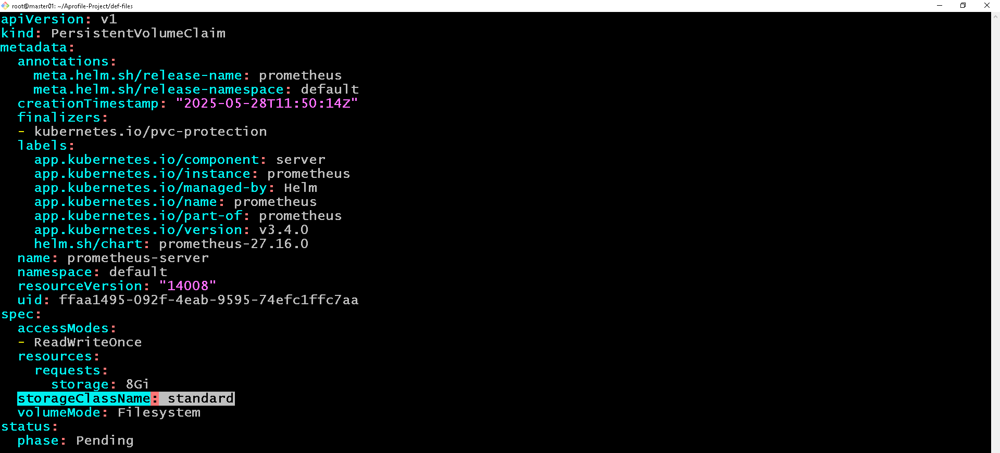 root@master01: ~/Aprofile-Project/def-files
apiVersion: v1
kind: PersistentVolumeClaim
metadata:
  annotations:
    meta.helm.sh/release-name: prometheus
    meta.helm.sh/release-namespace: default
  creationTimestamp: "2025-05-28T11:50:14Z"
  finalizers:
  - kubernetes.io/pvc-protection
  labels:
    app.kubernetes.io/component: server
    app.kubernetes.io/instance: prometheus
    app.kubernetes.io/managed-by: Helm
    app.kubernetes.io/name: prometheus
    app.kubernetes.io/part-of: prometheus
    app.kubernetes.io/version: v3.4.0
    helm.sh/chart: prometheus-27.16.0
  name: prometheus-server
  namespace: default
  resourceVersion: "14008"
  uid: ffaa1495-092f-4eab-9595-74efc1ffc7aa
spec:
  accessModes:
  - ReadWriteOnce
  resources:
    requests:
      storage: 8Gi
  storageClassName: standard
  volumeMode: Filesystem
status:
  phase: Pending